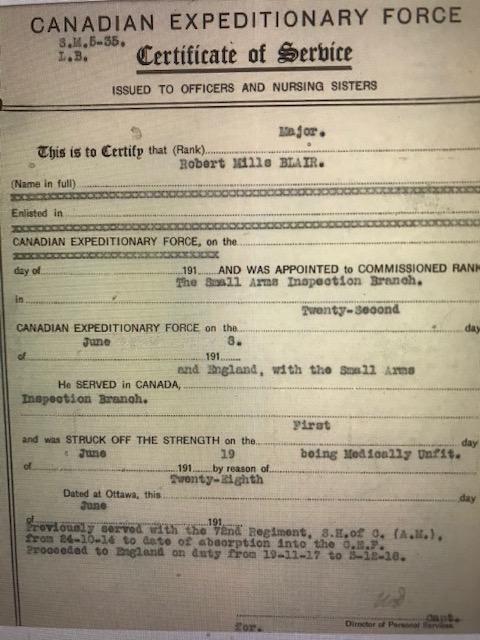 CANADIAN EXPEDITIONARY FORCE
S.M.5-35.
L.B.
Certificate of Service
ISSUED TO OFFICERS AND NURSING SISTERS
Major.
This is to Certify that (Rank)
Robert Mills BLAIR.
(Name in full)
Enlisted in
CANADIAN EXPEDITIONARY FORCE, on the
day of 191 AND WAS APPOINTED to COMMISSIONED RANK
The Small Arms Inspection Branch.
in
Twenty-Second
CANADIAN EXPEDITIONARY FORCE on the day
June 8.
of 191
and England, with the Small Arms
He SERVED in CANADA,
Inspection Branch.
First
and was STRUCK OFF THE STRENGTH on the day
June 19 being Medically Unfit.
of 191 by reason of
Twenty-Eighth
Dated at Ottawa, this day
June
of 191
Previously served with the 72nd Regiment, S.H.of C. (A.M.),
from 24-10-14 to date of absorption into the C.E.F.
Proceeded to England on duty from 19-11-17 to 5-12-18.
Capt.
for. Director of Personal Services